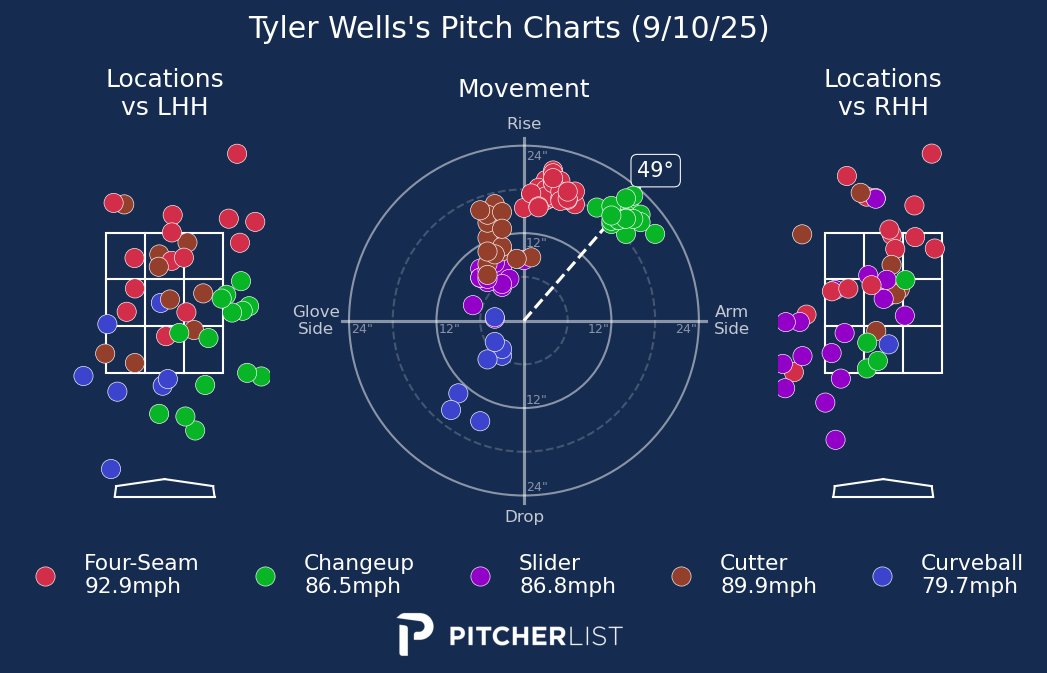 Tyler Wells's Pitch Charts (9/10/25)
Locations
vs LHH
Movement
Locations
vs RHH
Rise
24"
49°
12"
Glove
Side
24"
12"
12"
24"
Arm
Side
12"
24"
Drop
Four-Seam
92.9mph
Changeup
86.5mph
Slider
86.8mph
Cutter
89.9mph
Curveball
79.7mph
PITCHERLIST